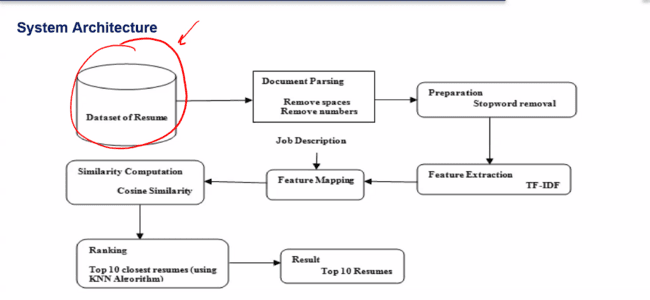 System Architecture
Dataset of Resume
Document Parsing
Remove spaces
Remove numbers
Preparation
Stopword removal
Job Description
Similarity Computation
Cosine Similarity
Feature Mapping
Feature Extraction
TF-IDF
Ranking
Top 10 closest resumes (using
KNN Algorithm)
Result
Top 10 Resumes